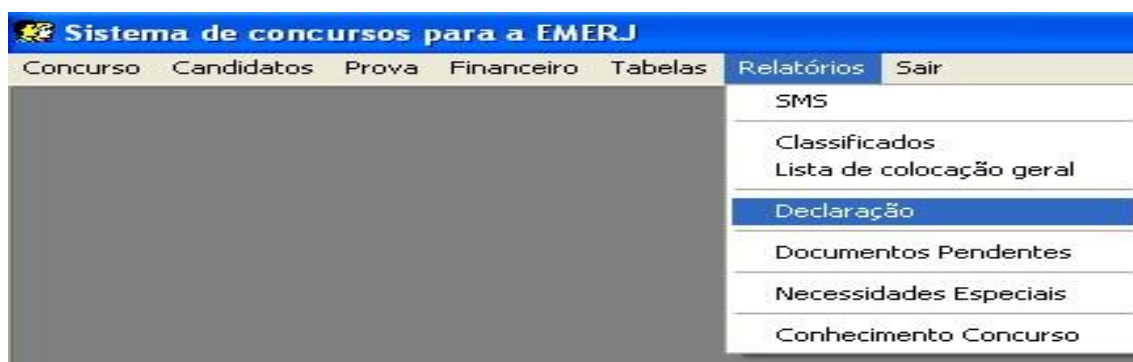 Sistema de concursos para a EMERJ
Concurso Candidatos Prova Financeiro Tabelas Relatórios Sair
SMS
Classificados
Lista de colocação geral
Declaração
Documentos Pendentes
Necessidades Especiais
Conhecimento Concurso